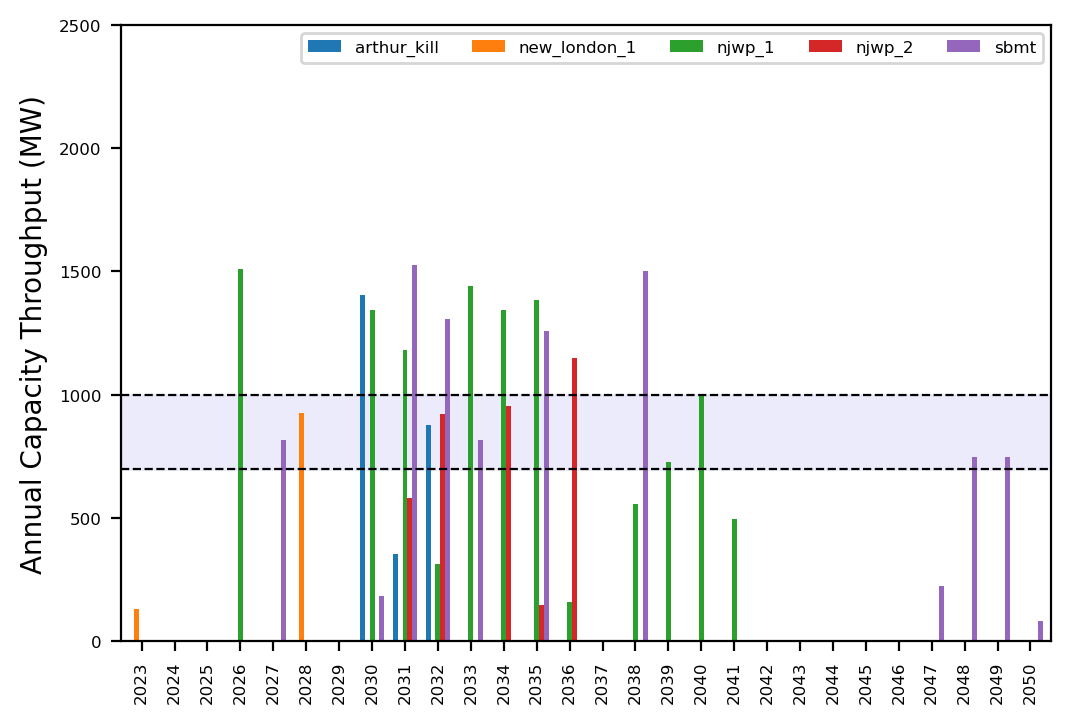 arthur_kill new_london_1 njwp_1 njwp_2 sbmt
Annual Capacity Throughput (MW)
2500
2000
1500
1000
500
0
2023 2024 2025 2026 2027 2028 2029 2030 2031 2032 2033 2034 2035 2036 2037 2038 2039 2040 2041 2042 2043 2044 2045 2046 2047 2048 2049 2050